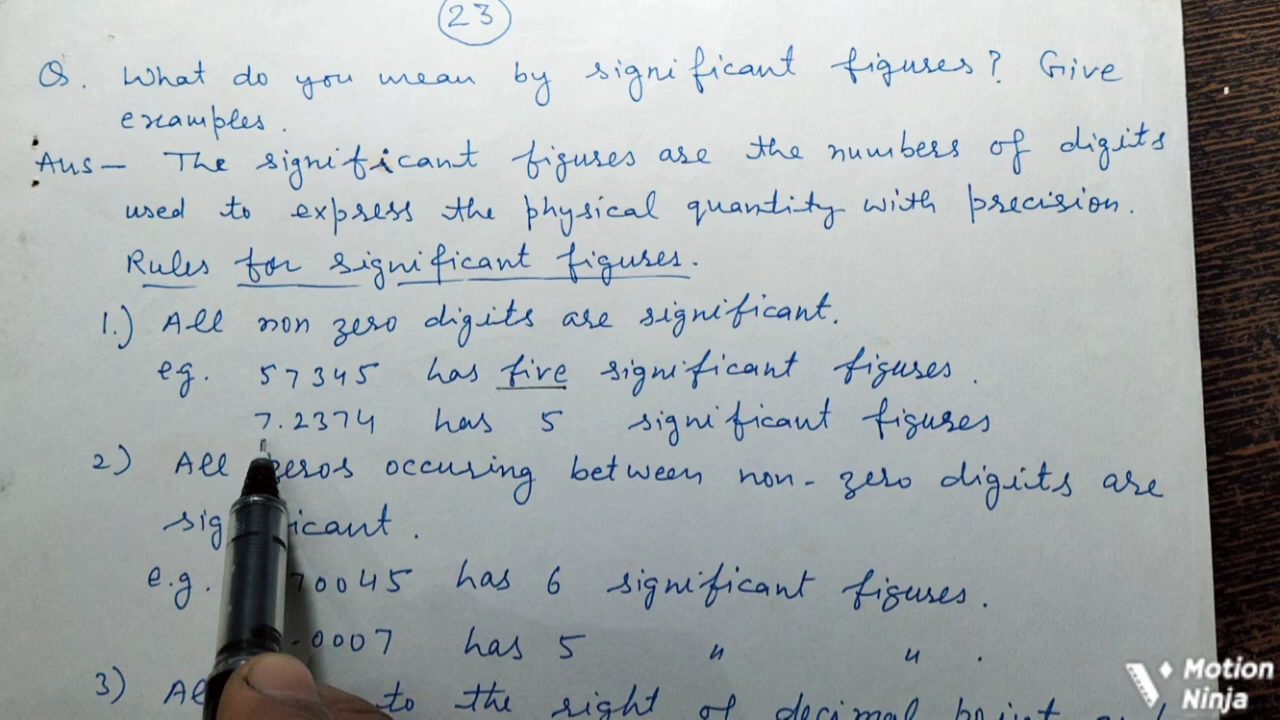 23
Q. What do you mean by significant figures? Give
examples.
Ans- The significant figures are the numbers of digits
used to express the physical quantity with precision.
Rules for significant figures.
1.) All non zero digits are significant.
eg. 57345 has five significant figures.
7.2374 has 5 significant figures
2) All zeros occuring between non-zero digits are
significant.
e.g. 70045 has 6 significant figures.
.0007 has 5 " " .
3) to the right of decimal point
Motion
Ninja